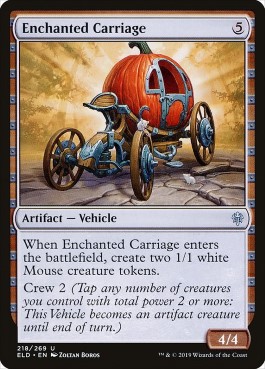 Enchanted Carriage 5
Artifact — Vehicle
When Enchanted Carriage enters
the battlefield, create two 1/1 white
Mouse creature tokens.
Crew 2 (Tap any number of creatures
you control with total power 2 or more:
This Vehicle becomes an artifact creature
until end of turn.)
4/4
218/269 U
ELD • EN ZOLTAN BOROS ™ & © 2019 Wizards of the Coast